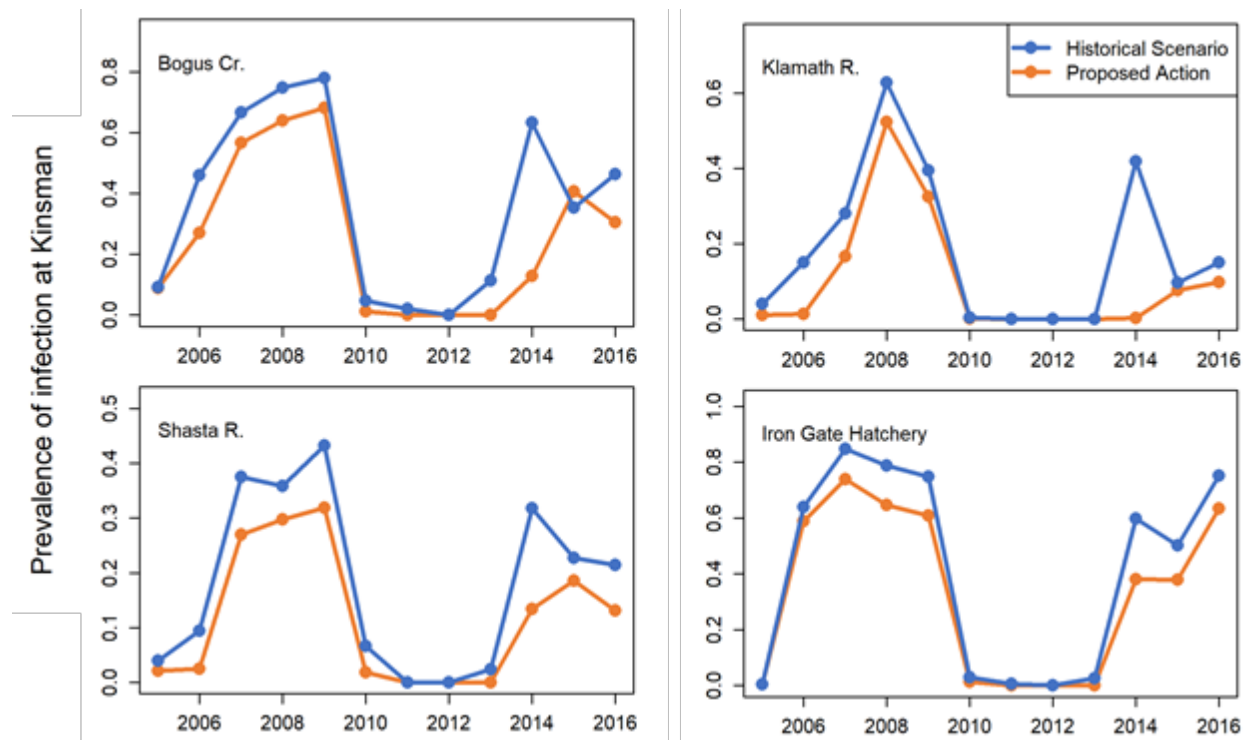 Prevalence of infection at Kinsman
Bogus Cr.
0.0 0.2 0.4 0.6 0.8
2006 2008 2010 2012 2014 2016
Klamath R.
Historical Scenario
Proposed Action
0.0 0.2 0.4 0.6
2006 2008 2010 2012 2014 2016
Shasta R.
0.0 0.1 0.2 0.3 0.4 0.5
2006 2008 2010 2012 2014 2016
Iron Gate Hatchery
0.0 0.2 0.4 0.6 0.8 1.0
2006 2008 2010 2012 2014 2016